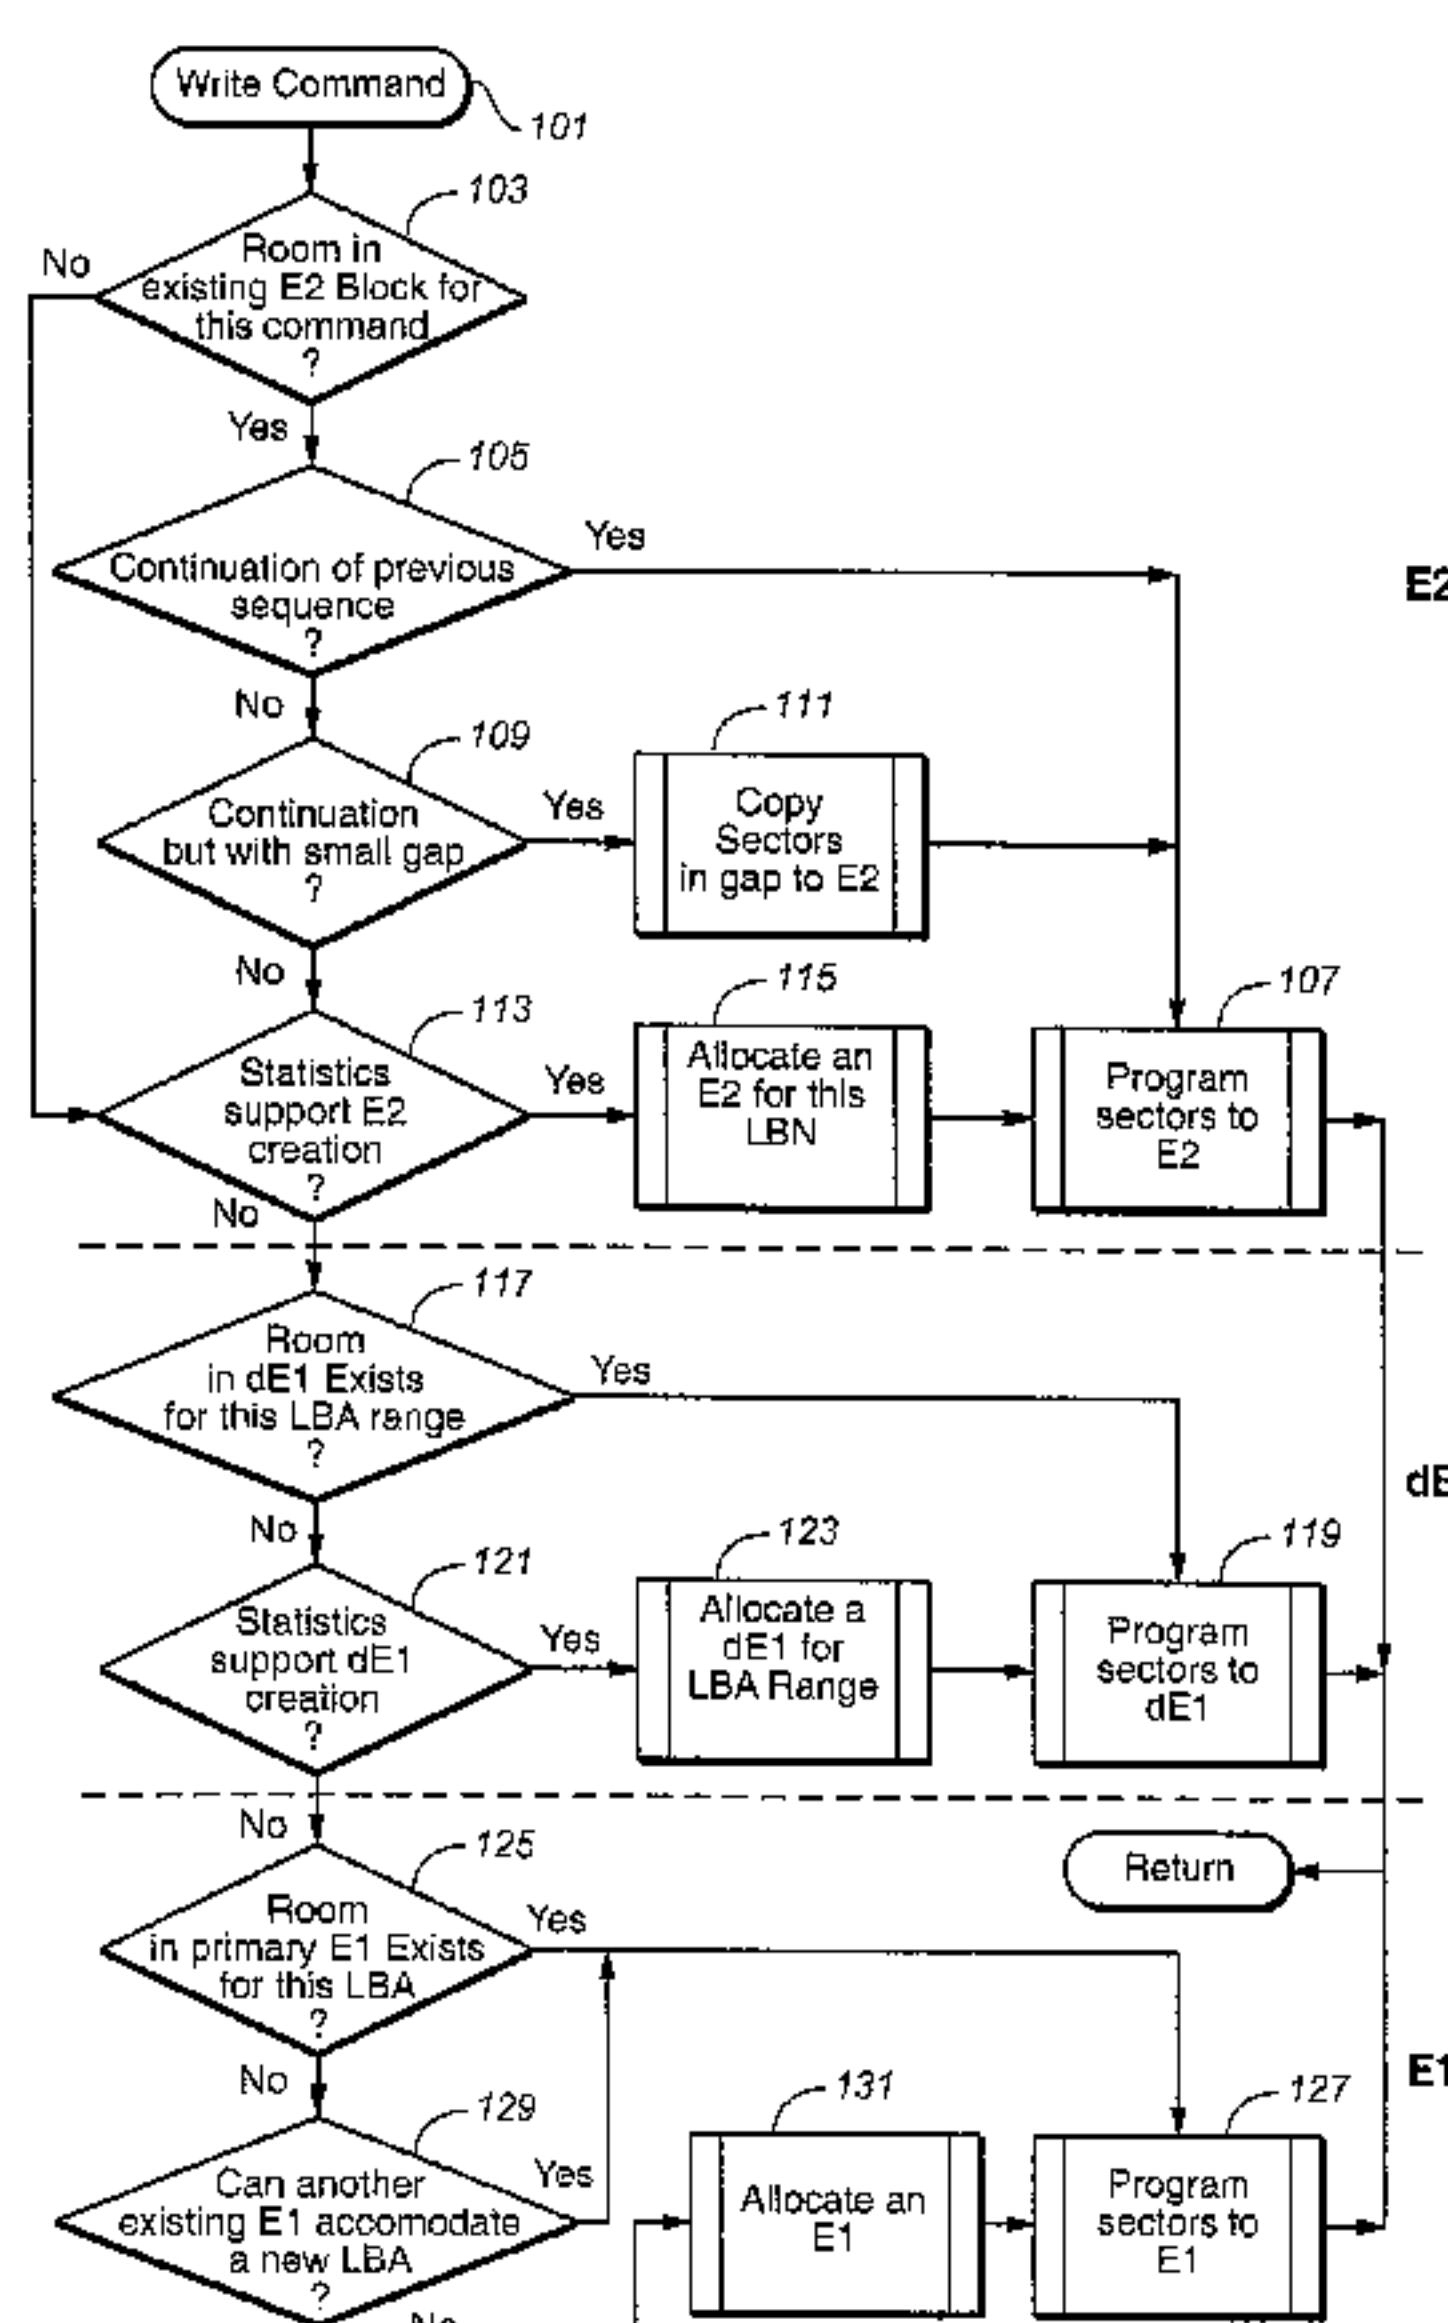 Write Command
101
103
No
Room in
existing E2 Block for
this command
?
Yes
105
Yes
Continuation of previous
sequence
?
E2
No
109
111
Continuation
but with small gap
?
Yes
Copy
Sectors
in gap to E2
No
113
115
107
Statistics
support E2
creation
?
Yes
Allocate an
E2 for this
LBN
Program
sectors to
E2
No
117
Room
in dE1 Exists
for this LBA range
?
Yes
dE
No
121
123
119
Statistics
support dE1
creation
?
Yes
Allocate a
dE1 for
LBA Range
Program
sectors to
dE1
No
125
Return
Room
in primary E1 Exists
for this LBA
?
Yes
E1
No
129
131
127
Can another
existing E1 accomodate
a new LBA
?
Yes
Allocate an
E1
Program
sectors to
E1
No